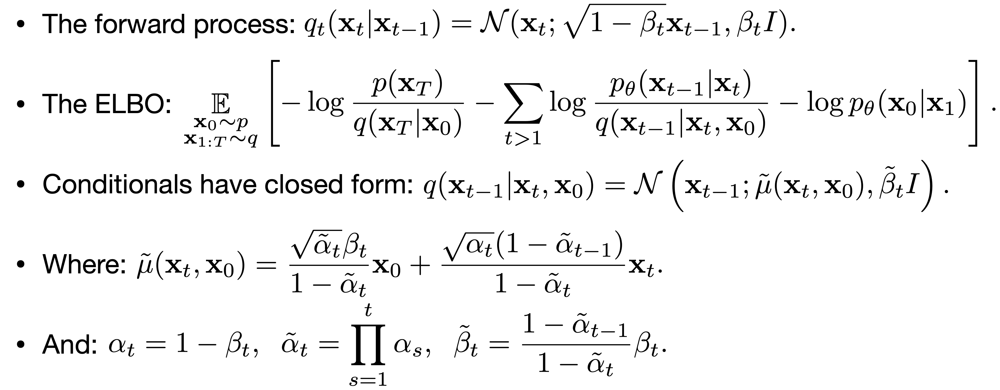 • The forward process: $q_t(\mathbf{x}_t|\mathbf{x}_{t-1}) = \mathcal{N}(\mathbf{x}_t; \sqrt{1-\beta_t}\mathbf{x}_{t-1}, \beta_t I).$
• The ELBO: $\underset{\substack{\mathbf{x}_0 \sim p \\ \mathbf{x}_{1:T} \sim q}}{\mathbb{E}} \left[ -\log \frac{p(\mathbf{x}_T)}{q(\mathbf{x}_T|\mathbf{x}_0)} - \sum_{t>1} \log \frac{p_\theta(\mathbf{x}_{t-1}|\mathbf{x}_t)}{q(\mathbf{x}_{t-1}|\mathbf{x}_t, \mathbf{x}_0)} - \log p_\theta(\mathbf{x}_0|\mathbf{x}_1) \right].$
• Conditionals have closed form: $q(\mathbf{x}_{t-1}|\mathbf{x}_t, \mathbf{x}_0) = \mathcal{N}\left(\mathbf{x}_{t-1}; \tilde{\mu}(\mathbf{x}_t, \mathbf{x}_0), \tilde{\beta}_t I\right).$
• Where: $\tilde{\mu}(\mathbf{x}_t, \mathbf{x}_0) = \frac{\sqrt{\tilde{\alpha}_t}\beta_t}{1-\tilde{\alpha}_t}\mathbf{x}_0 + \frac{\sqrt{\alpha_t}(1-\tilde{\alpha}_{t-1})}{1-\tilde{\alpha}_t}\mathbf{x}_t.$
• And: $\alpha_t = 1 - \beta_t, \; \tilde{\alpha}_t = \prod_{s=1}^{t} \alpha_s, \; \tilde{\beta}_t = \frac{1-\tilde{\alpha}_{t-1}}{1-\tilde{\alpha}_t}\beta_t.$